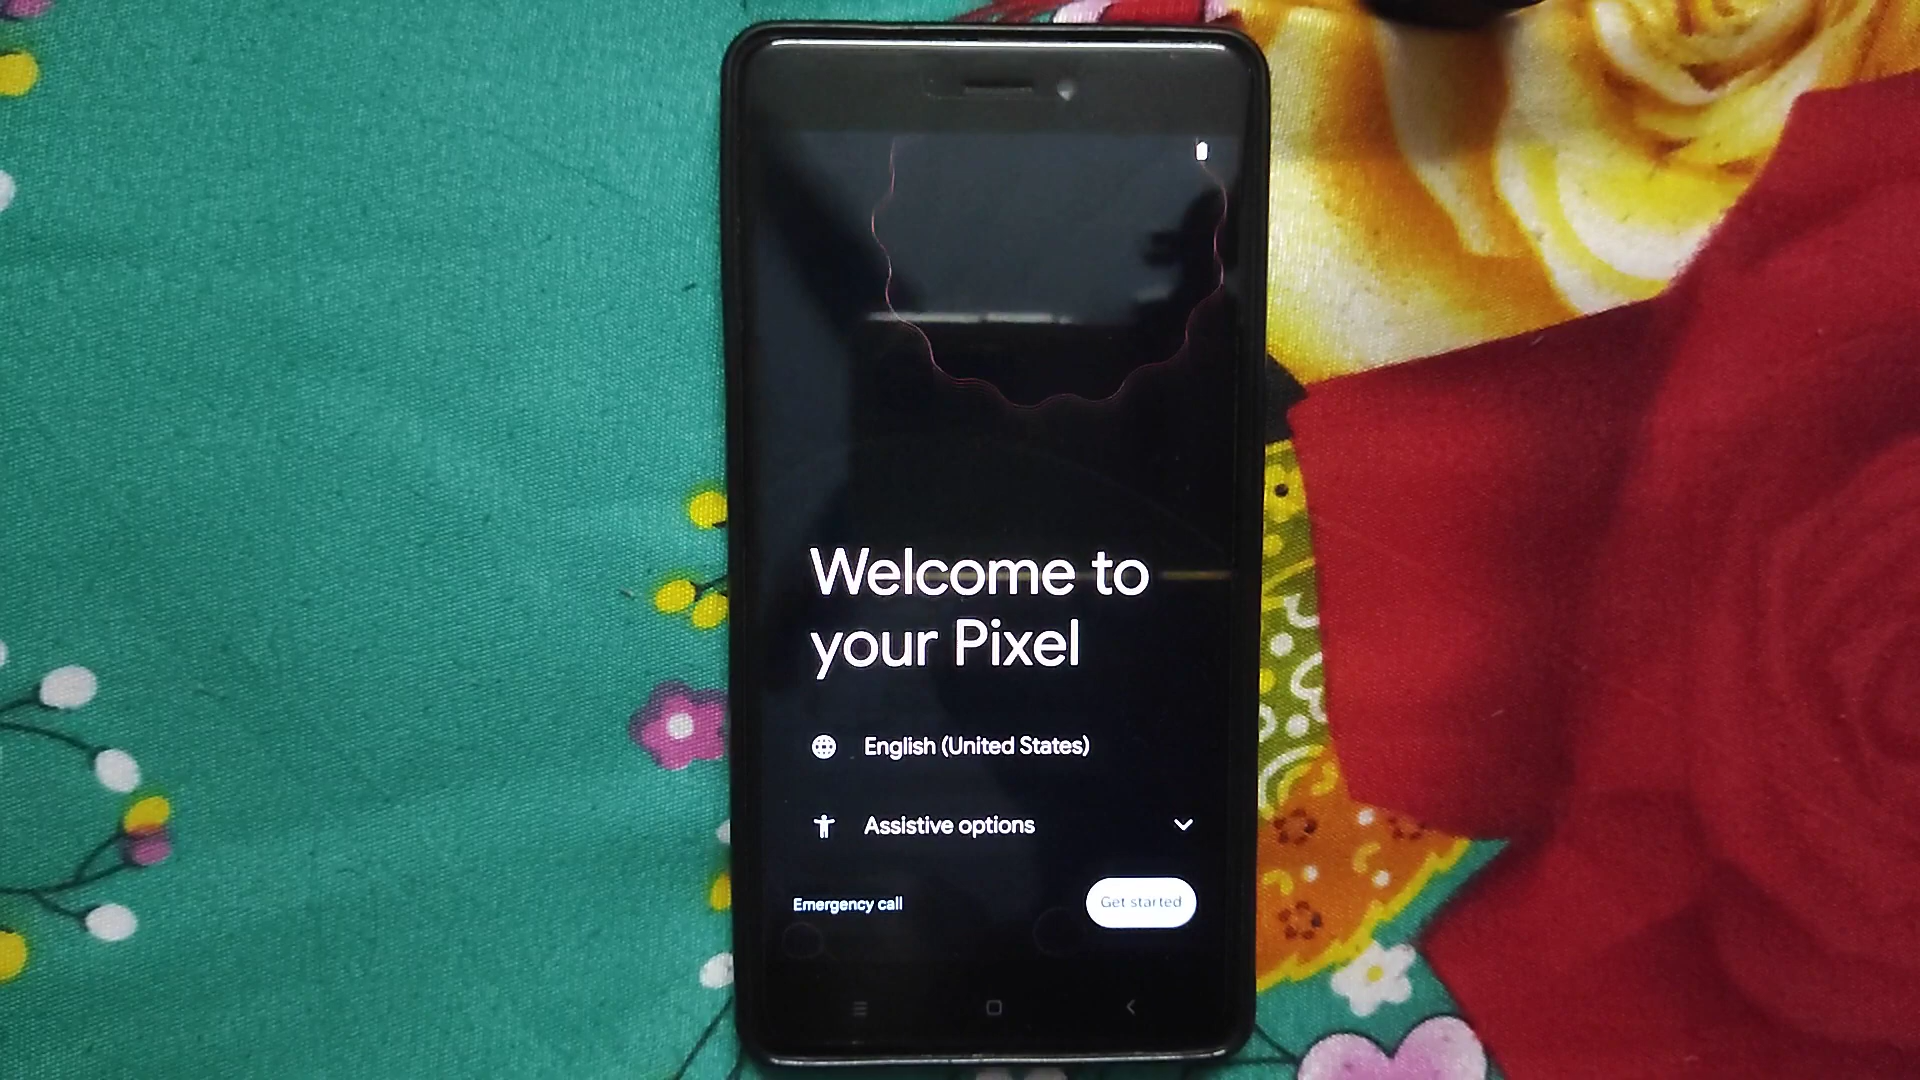 Welcome to
your Pixel
English (United States)
Assistive options
Emergency call
Get started